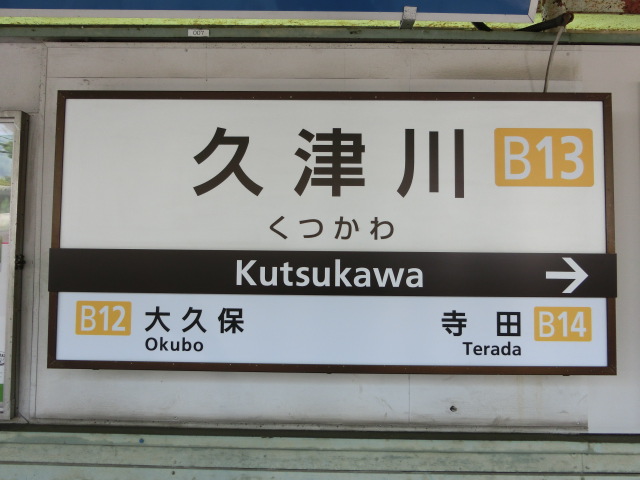 久津川 B13
くつかわ
Kutsukawa →
B12 大久保
Okubo
寺田 B14
Terada